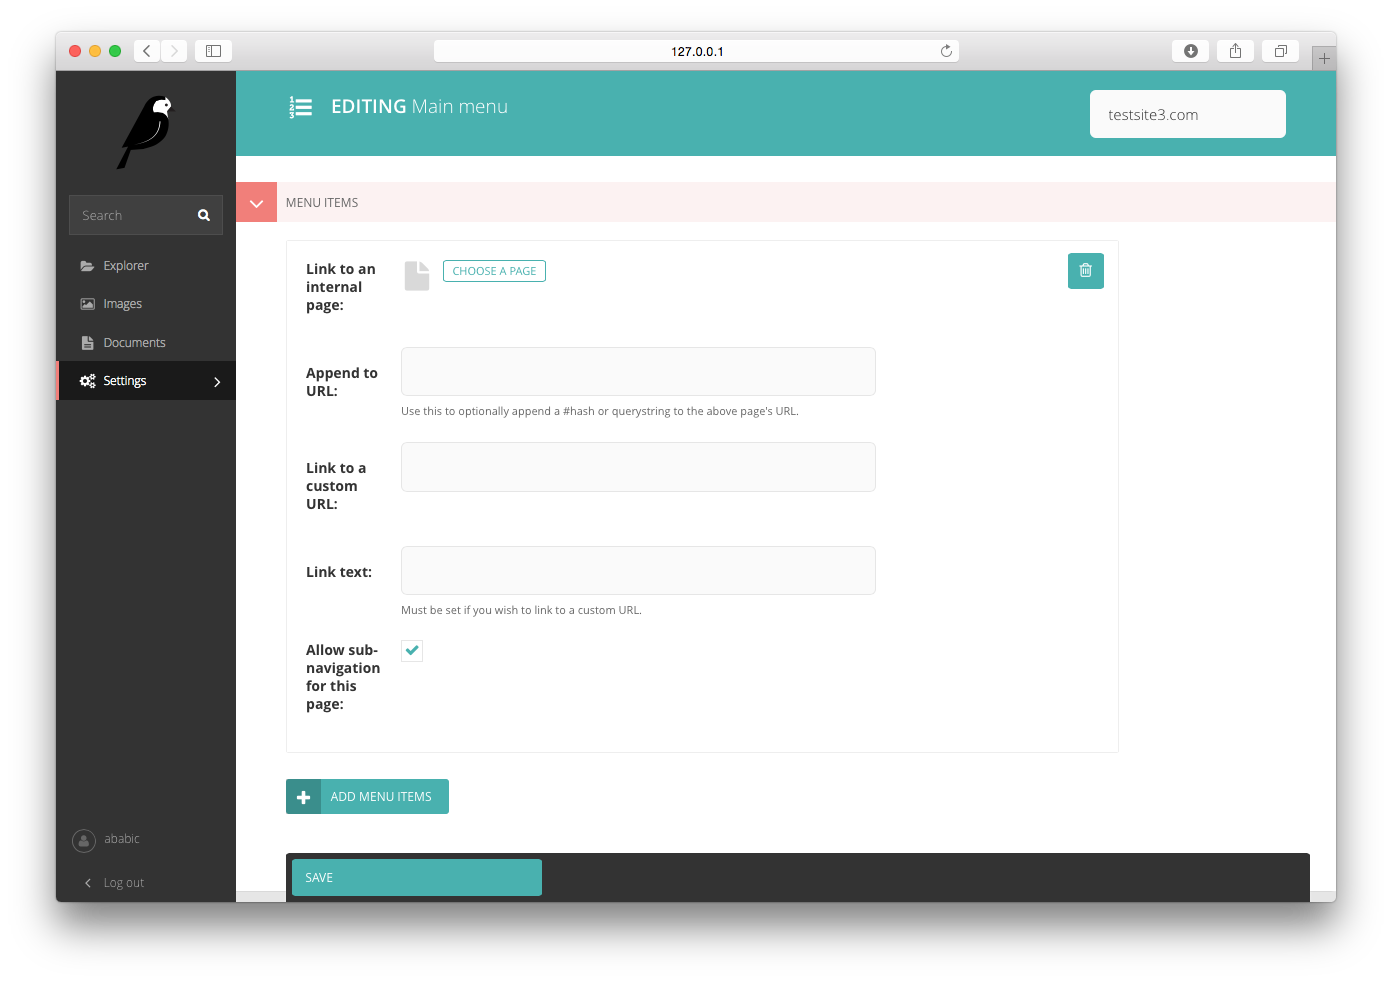 127.0.0.1
EDITING Main menu
testsite3.com
Search
Explorer
Images
Documents
Settings
ababic
Log out
MENU ITEMS
Link to an
internal
page:
CHOOSE A PAGE
Append to
URL:
Use this to optionally append a #hash or querystring to the above page's URL.
Link to a
custom
URL:
Link text:
Must be set if you wish to link to a custom URL.
Allow sub-
navigation
for this
page:
ADD MENU ITEMS
SAVE